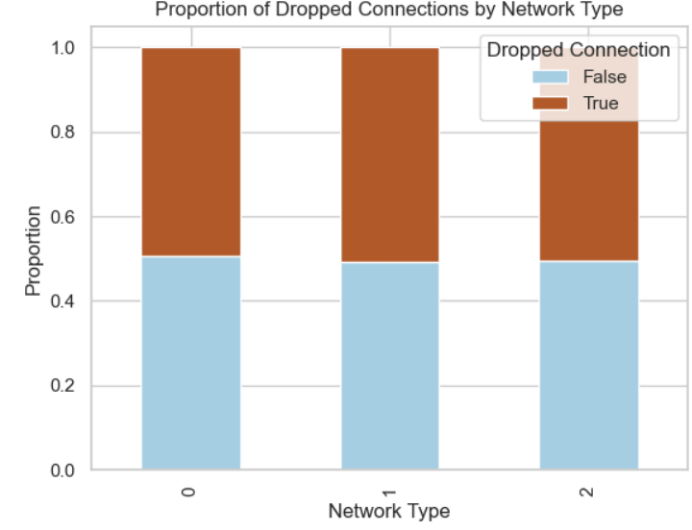 Proportion of Dropped Connections by Network Type
Dropped Connection
False
True
1.0
0.8
0.6
0.4
0.2
0.0
Proportion
0
1
2
Network Type